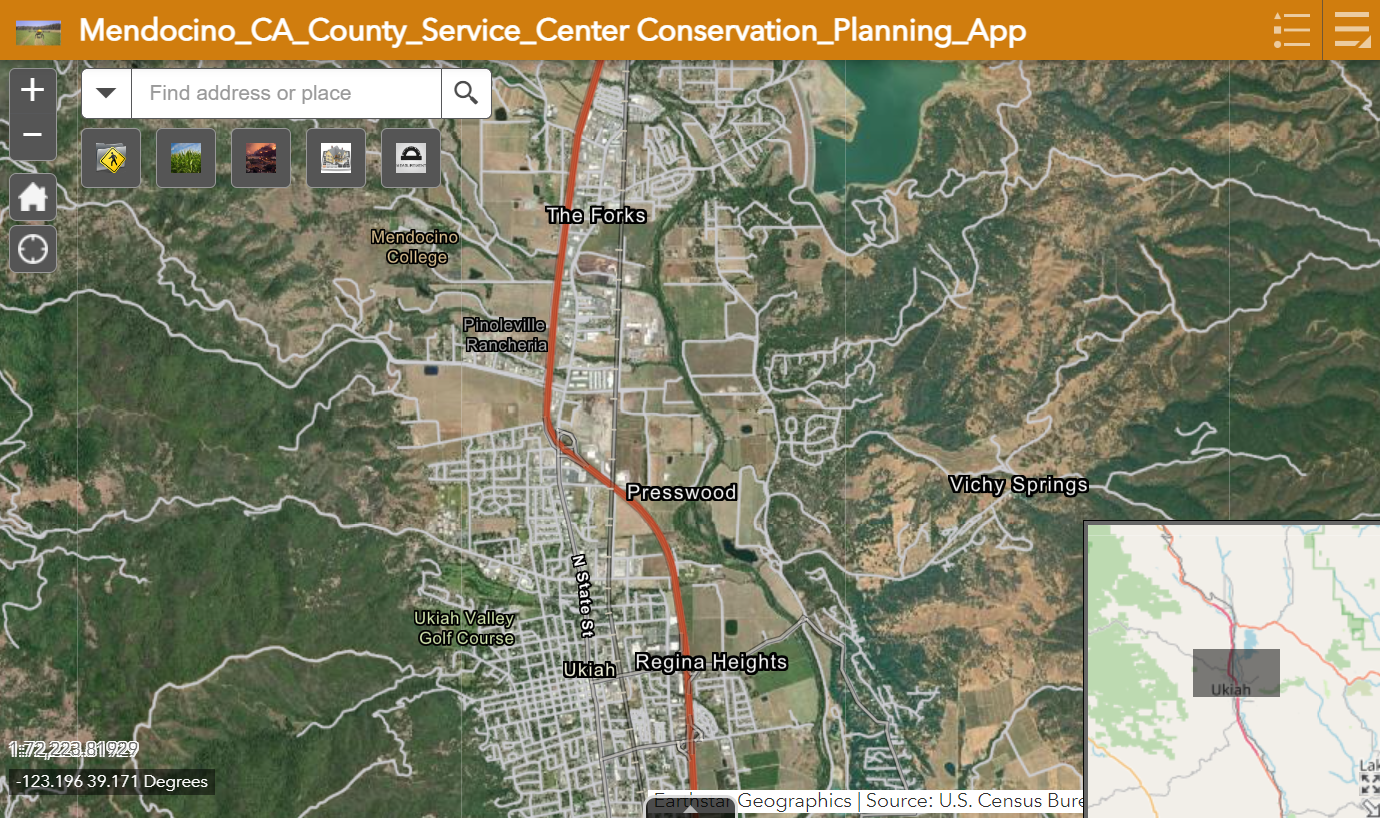 Mendocino_CA_County_Service_Center Conservation_Planning_App
+
Find address or place
−
The Forks
Mendocino
College
Pinoleville
Rancheria
Vichy Springs
Presswood
N State St
Ukiah Valley
Golf Course
Regina Heights
Ukiah
Ukiah
1:72,223.81929
-123.196 39.171 Degrees
Lak
Earthstar Geographics | Source: U.S. Census Bure